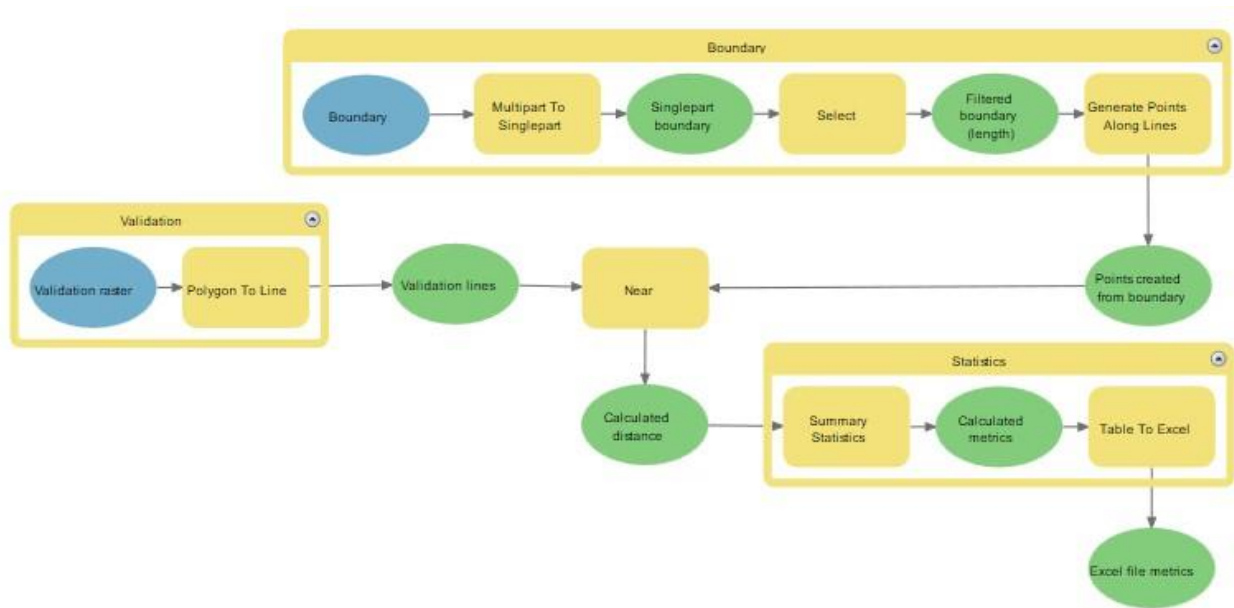 Boundary
Boundary
Multipart To
Singlepart
Singlepart
boundary
Select
Filtered
boundary
(length)
Generate Points
Along Lines
Validation
Validation raster
Polygon To Line
Validation lines
Near
Points created
from boundary
Statistics
Calculated
distance
Summary
Statistics
Calculated
metrics
Table To Excel
Excel file metrics